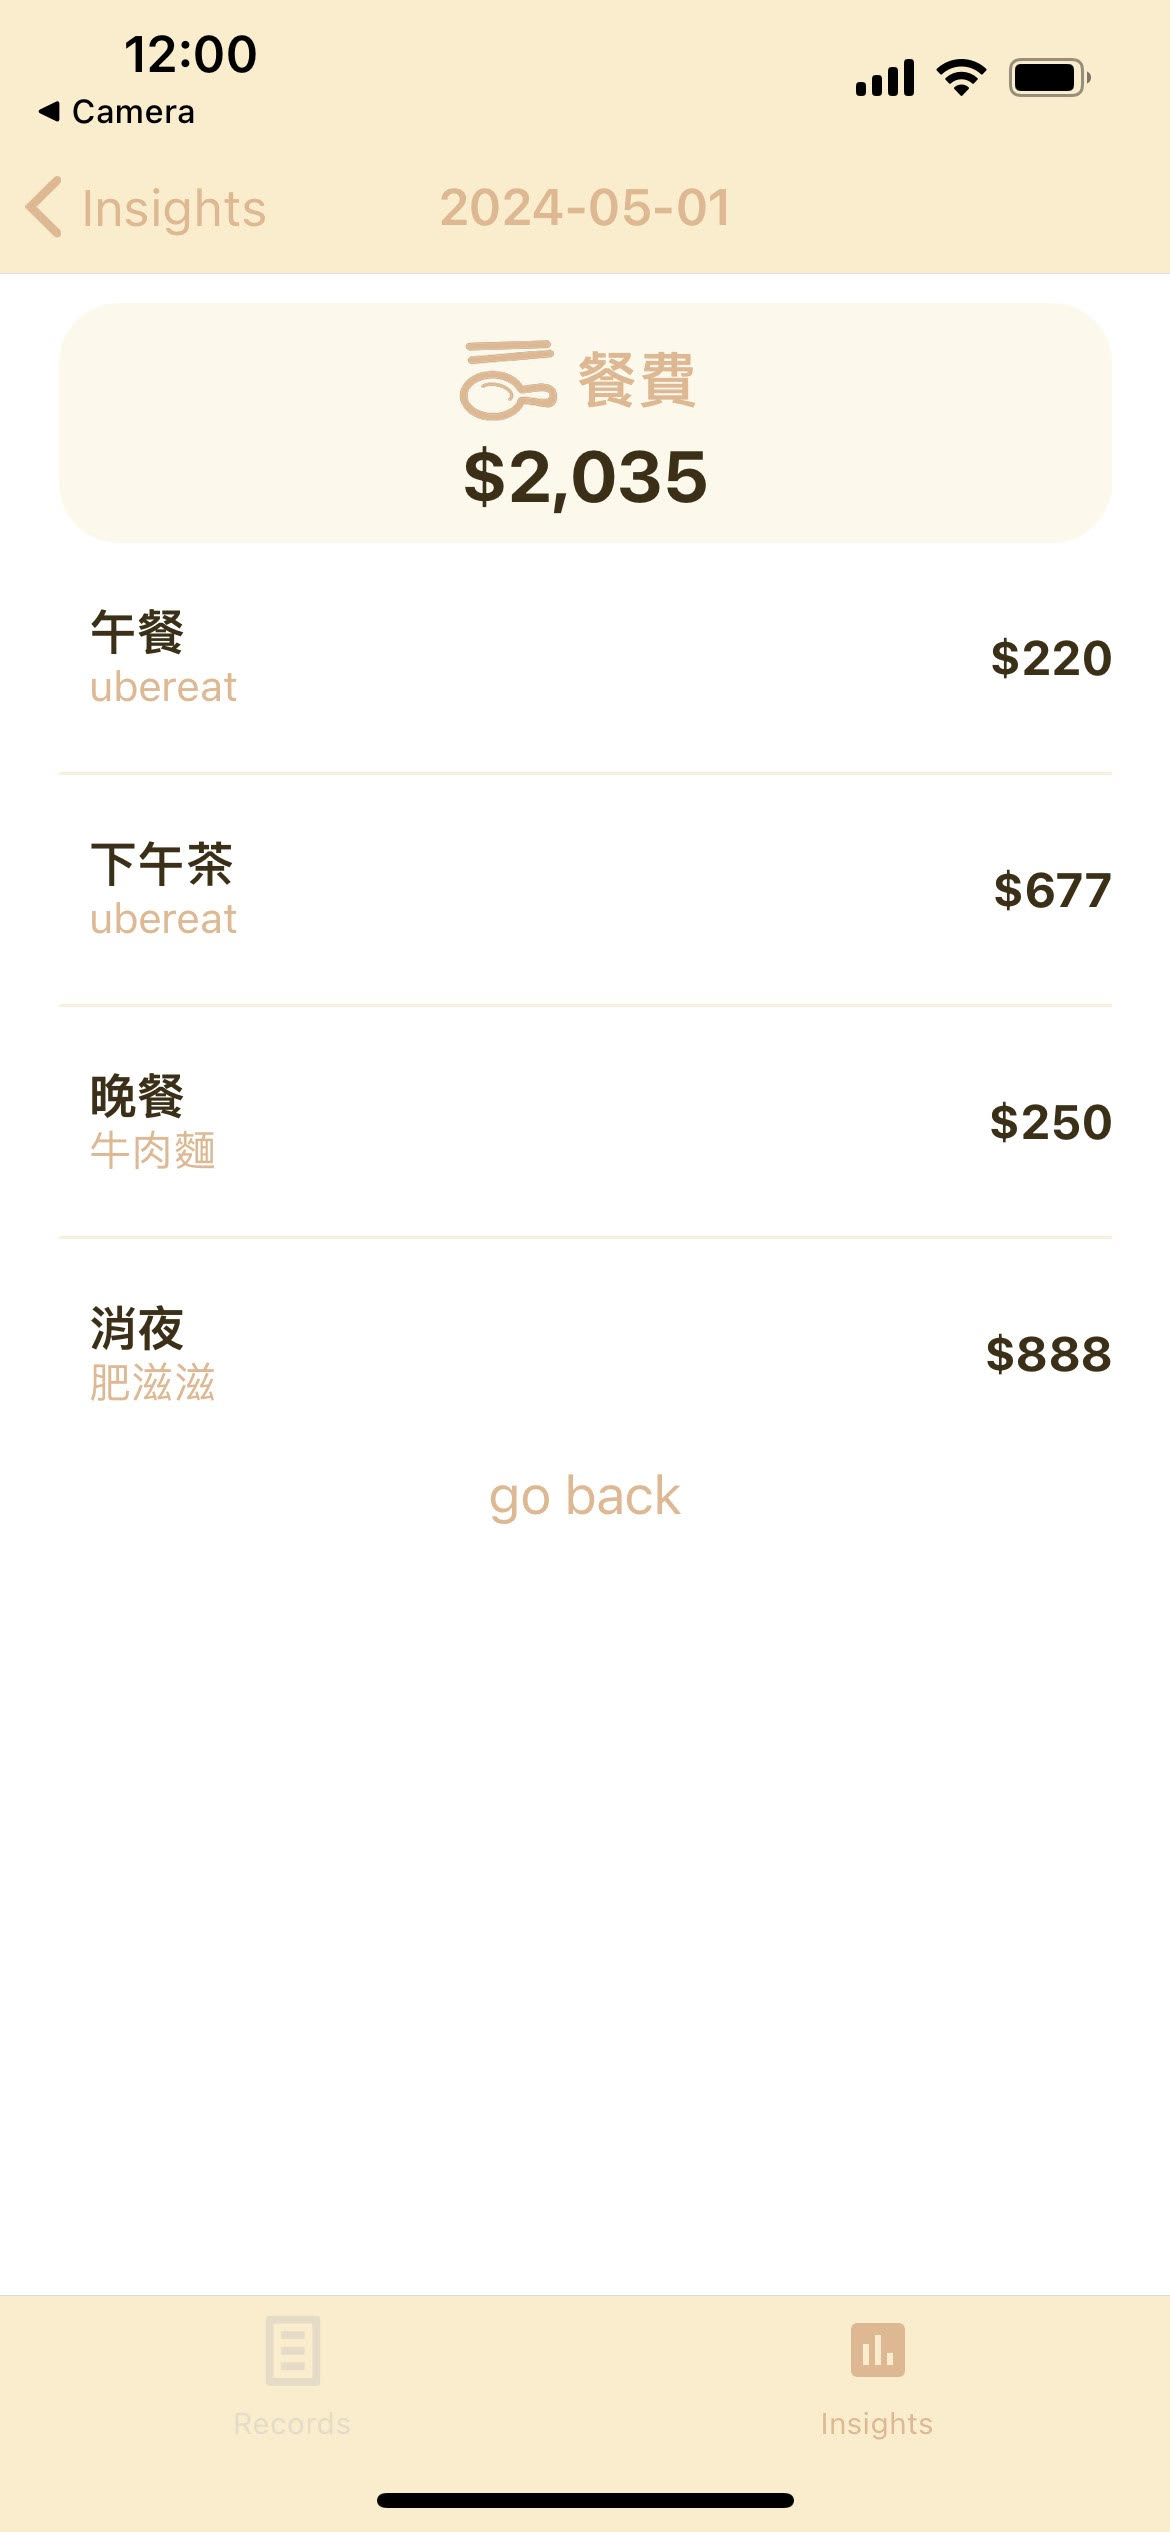 12:00
◀ Camera
Insights
2024-05-01
餐費
$2,035
午餐
ubereat
$220
下午茶
ubereat
$677
晚餐
牛肉麵
$250
消夜
肥滋滋
$888
go back
Records
Insights